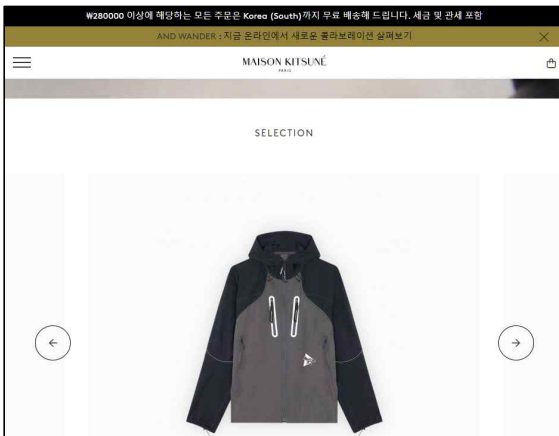 ₩280000 이상에 해당하는 모든 주문은 Korea (South)까지 무료 배송해 드립니다. 세금 및 관세 포함
AND WANDER : 지금 온라인에서 새로운 콜라보레이션 살펴보기
MAISON KITSUNÉ
PARIS
SELECTION